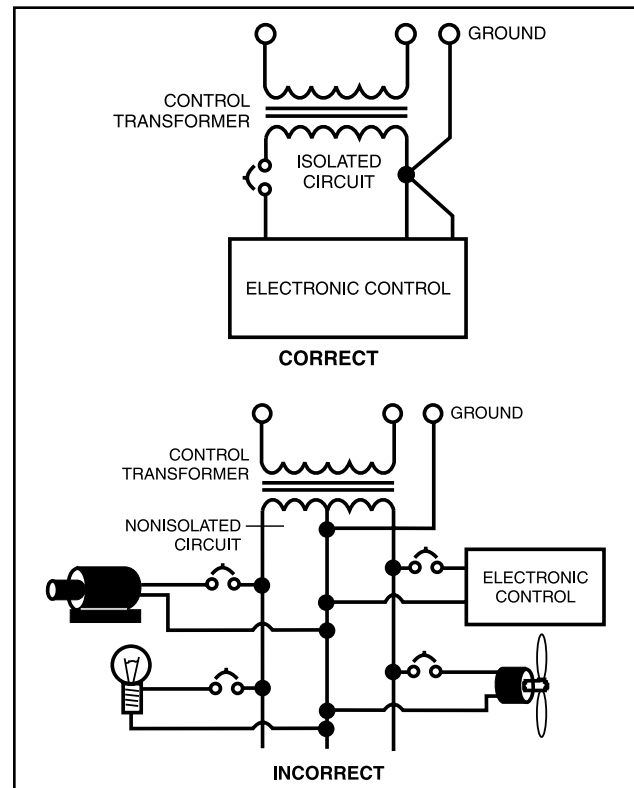 GROUND
CONTROL
TRANSFORMER
ISOLATED
CIRCUIT
ELECTRONIC CONTROL
CORRECT
GROUND
CONTROL
TRANSFORMER
NONISOLATED
CIRCUIT
ELECTRONIC
CONTROL
INCORRECT